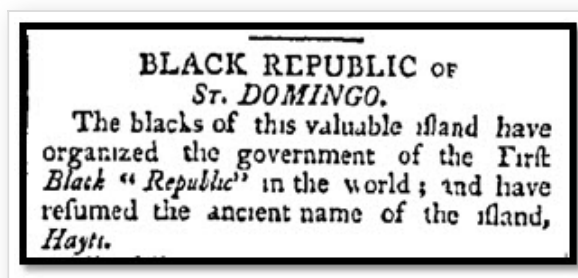 BLACK REPUBLIC OF
ST. DOMINGO.
The blacks of this valuable iſland have
organized the government of the Firſt
Black “Republic” in the world; and have
reſumed the ancient name of the iſland,
Hayti.